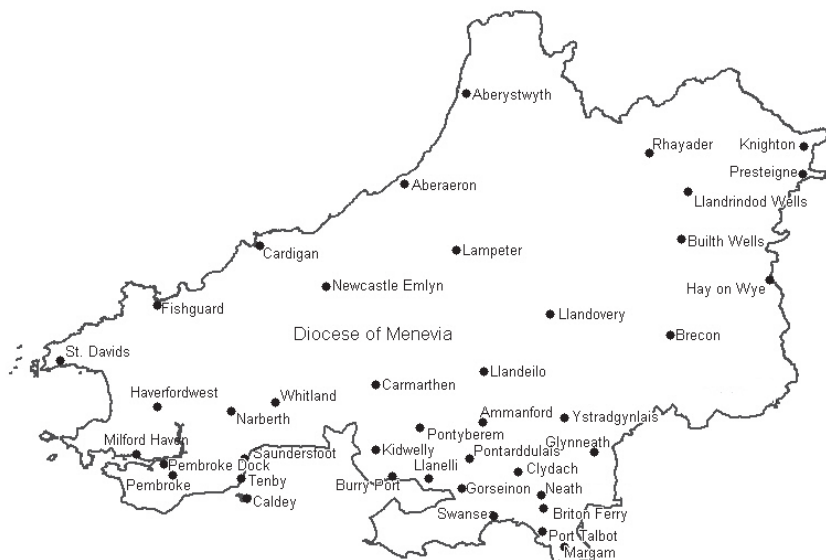 Aberystwyth
Rhayader
Knighton
Presteigne
Aberaeron
Llandrindod Wells
Cardigan
Lampeter
Builth Wells
Newcastle Emlyn
Hay on Wye
Fishguard
Llandovery
Diocese of Menevia
Brecon
St. Davids
Llandeilo
Carmarthen
Haverfordwest
Whitland
Narberth
Ammanford
Ystradgynlais
Pontyberem
Milford Haven
Saundersfoot
Kidwelly
Pontarddulais
Glynneath
Pembroke Dock
Llanelli
Clydach
Pembroke
Tenby
Burry Port
Gorseinon
Neath
Caldey
Swansea
Briton Ferry
Port Talbot
Margam